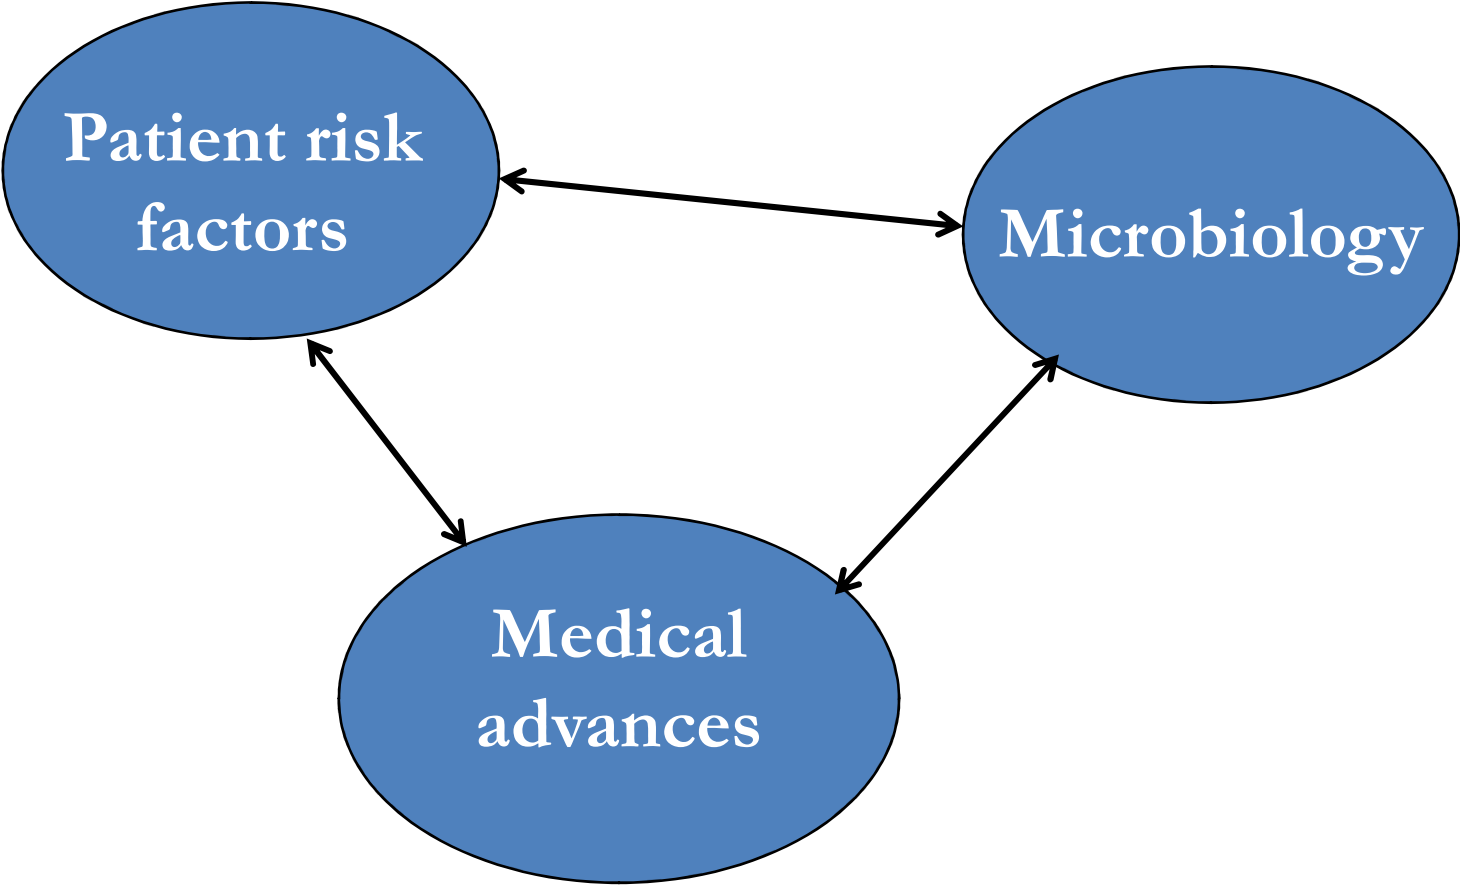 Patient risk
factors
Microbiology
Medical
advances